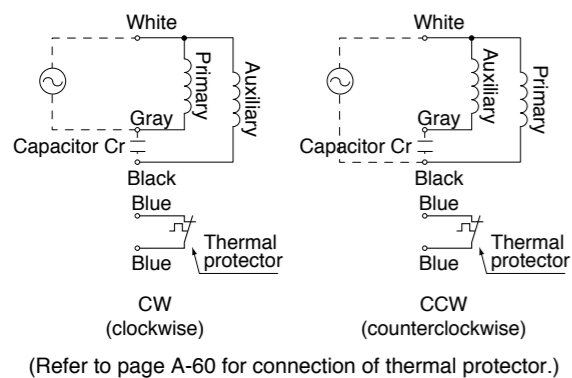 White
Primary
Auxiliary
Gray
Capacitor Cr
Black
Blue
Blue
Thermal
protector
CW
(clockwise)
White
Auxiliary
Primary
Gray
Capacitor Cr
Black
Blue
Blue
Thermal
protector
CCW
(counterclockwise)
(Refer to page A-60 for connection of thermal protector.)